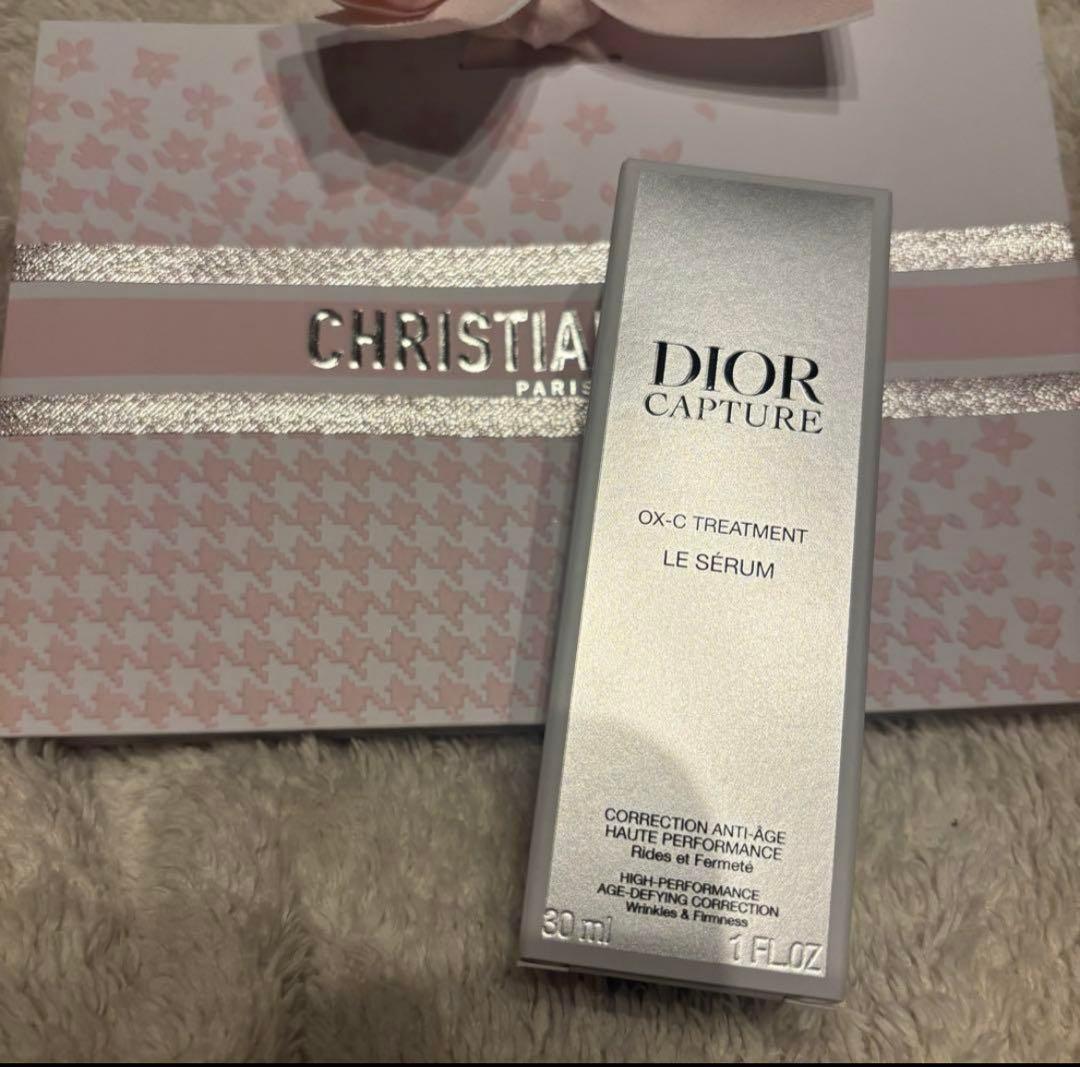 CHRISTIA
PARIS
DIOR
CAPTURE
OX-C TREATMENT
LE SÉRUM
CORRECTION ANTI-ÂGE
HAUTE PERFORMANCE
Rides et Fermeté
HIGH-PERFORMANCE
AGE-DEFYING CORRECTION
Wrinkles & Firmness
30 ml
1 FL.OZ